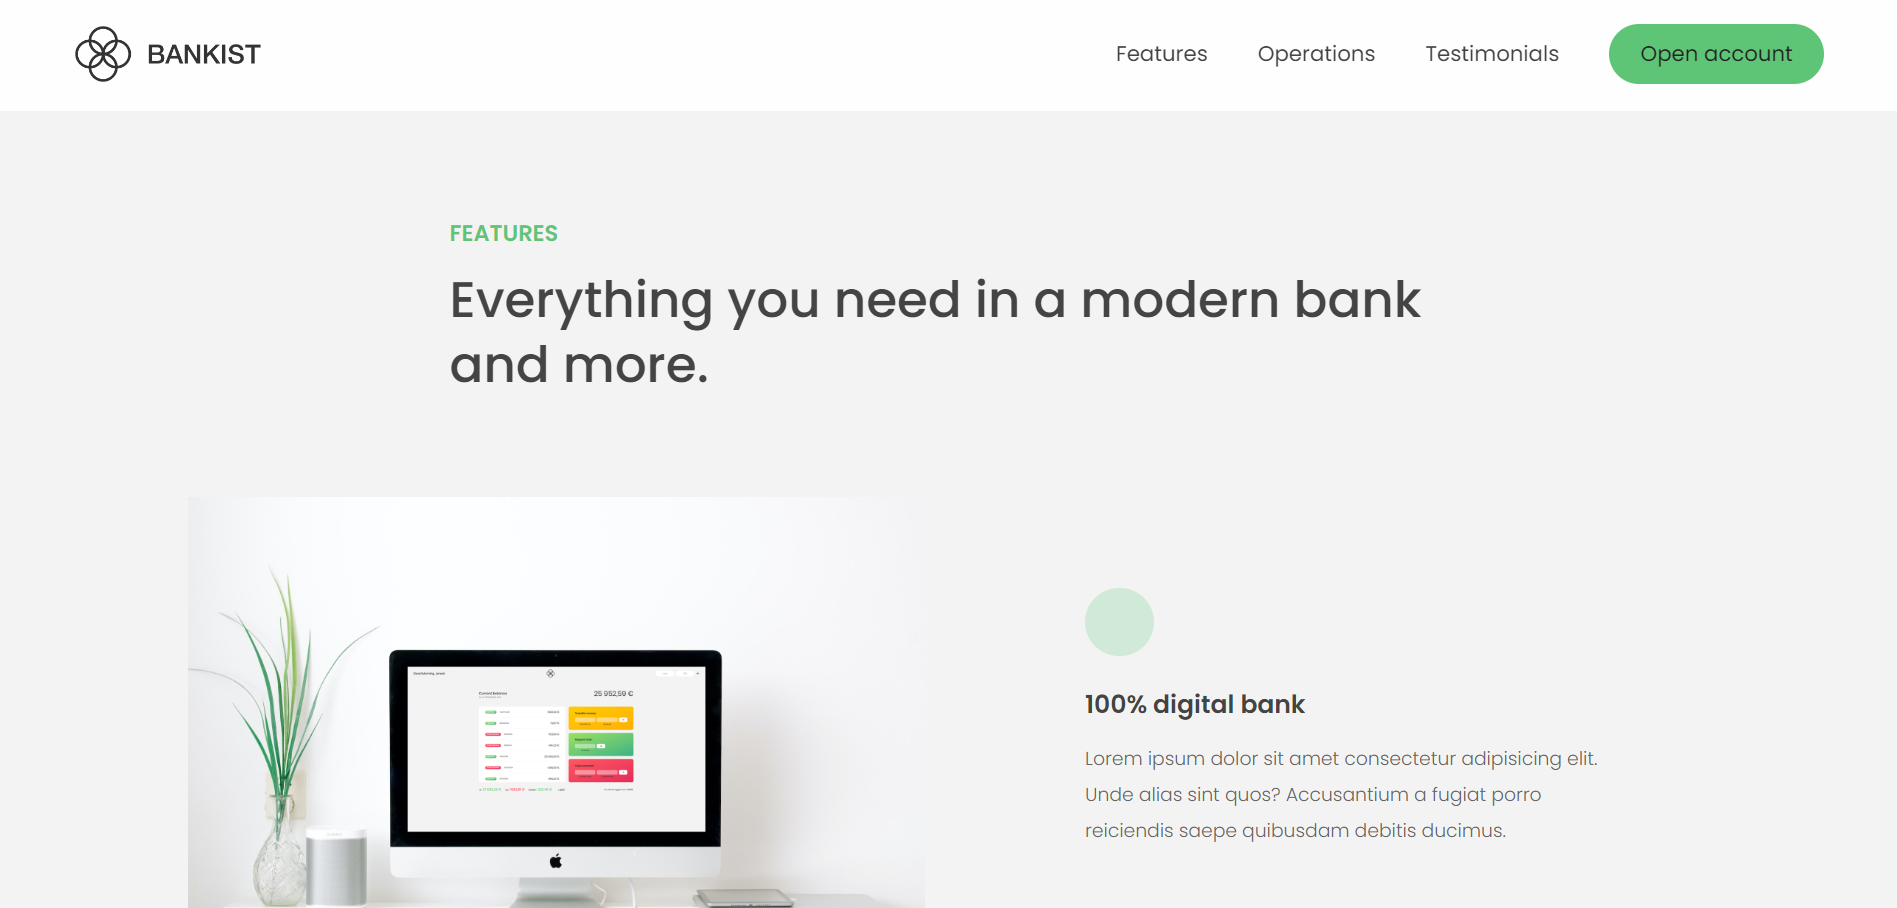 BANKIST
Features
Operations
Testimonials
Open account
FEATURES
Everything you need in a modern bank
and more.
25 952,59 €
100% digital bank
Lorem ipsum dolor sit amet consectetur adipisicing elit.
Unde alias sint quos? Accusantium a fugiat porro
reiciendis saepe quibusdam debitis ducimus.